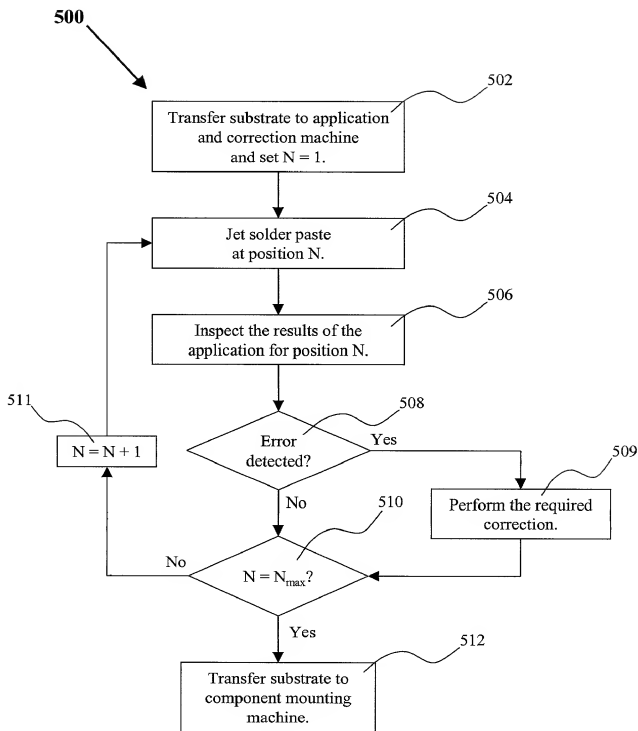 500
502
Transfer substrate to application
and correction machine
and set N = 1.
504
Jet solder paste
at position N.
506
Inspect the results of the
application for position N.
511
N = N + 1
508
Error
detected?
Yes
509
Perform the required
correction.
No
510
No
N = Nmax?
Yes
512
Transfer substrate to
component mounting
machine.